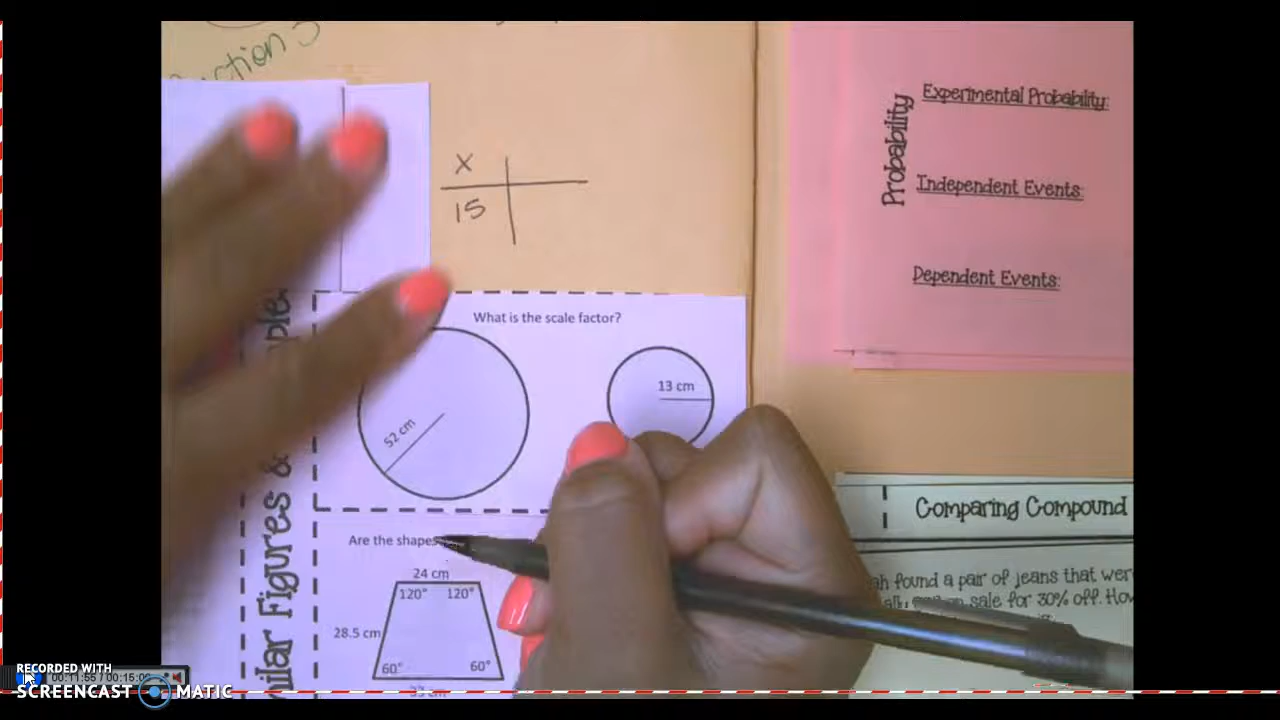 X
15
Probability
Experimental Probability:
Independent Events:
Dependent Events:
What is the scale factor?
52 cm
13 cm
Figures &
Are the shapes
24 cm
120° 120°
28.5 cm
60° 60°
Comparing Compound
found a pair of jeans that were
sale for 30% off.
RECORDED WITH
SCREENCAST MATIC